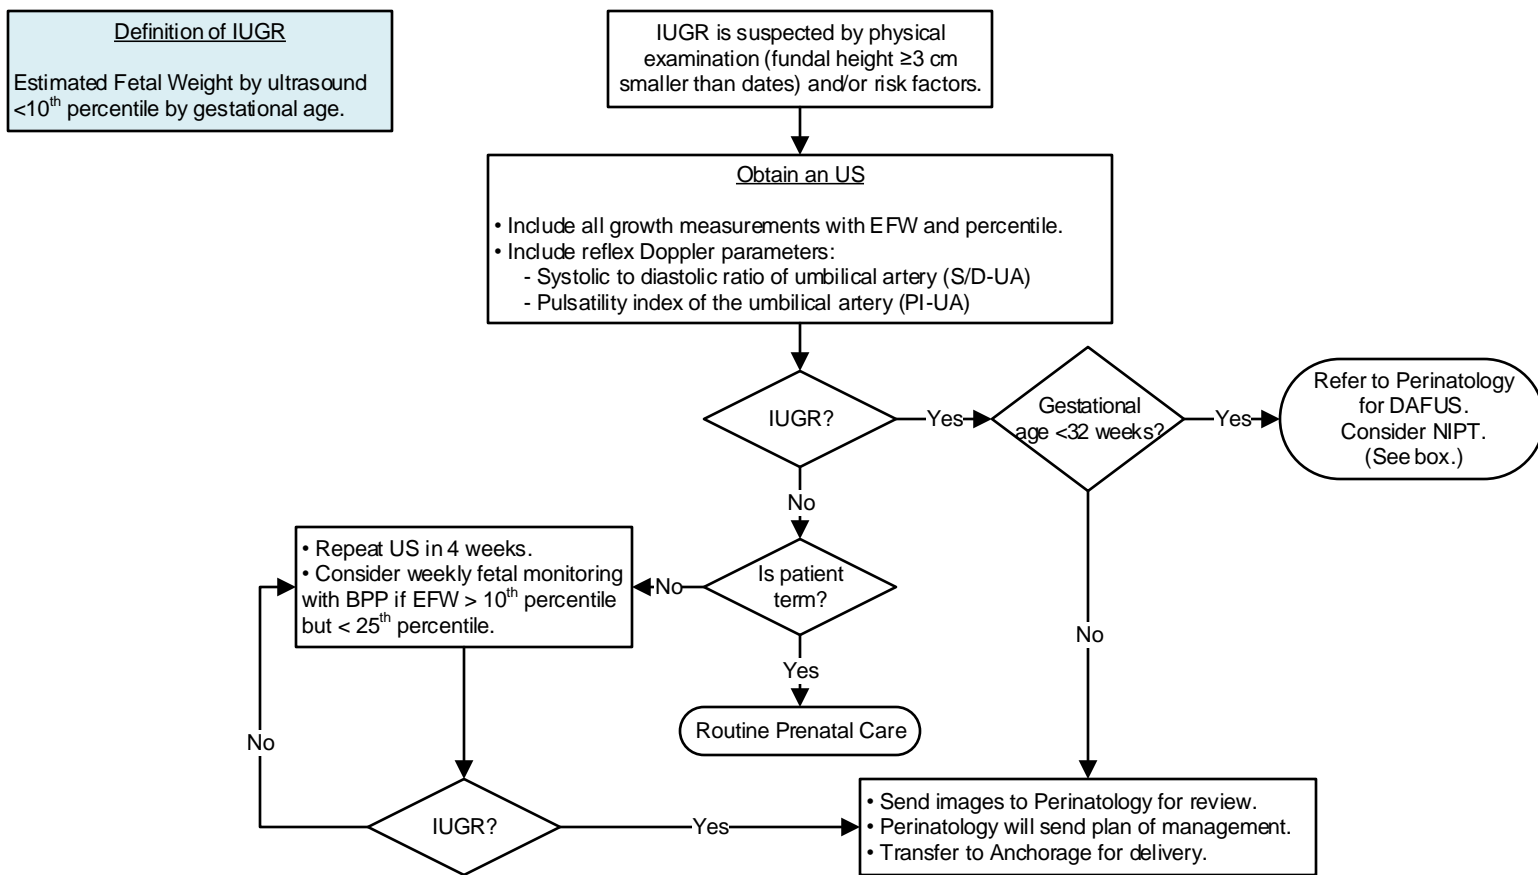 Definition of IUGR
Estimated Fetal Weight by ultrasound
<10th percentile by gestational age.
IUGR is suspected by physical
examination (fundal height ≥3 cm
smaller than dates) and/or risk factors.
Obtain an US
• Include all growth measurements with EFW and percentile.
• Include reflex Doppler parameters:
- Systolic to diastolic ratio of umbilical artery (S/D-UA)
- Pulsatility index of the umbilical artery (PI-UA)
IUGR?
Yes
Gestational
age <32 weeks?
Yes
Refer to Perinatology
for DAFUS.
Consider NIPT.
(See box.)
No
• Repeat US in 4 weeks.
• Consider weekly fetal monitoring
with BPP if EFW > 10th percentile
but < 25th percentile.
No
Is patient
term?
No
Yes
Routine Prenatal Care
No
IUGR?
Yes
• Send images to Perinatology for review.
• Perinatology will send plan of management.
• Transfer to Anchorage for delivery.